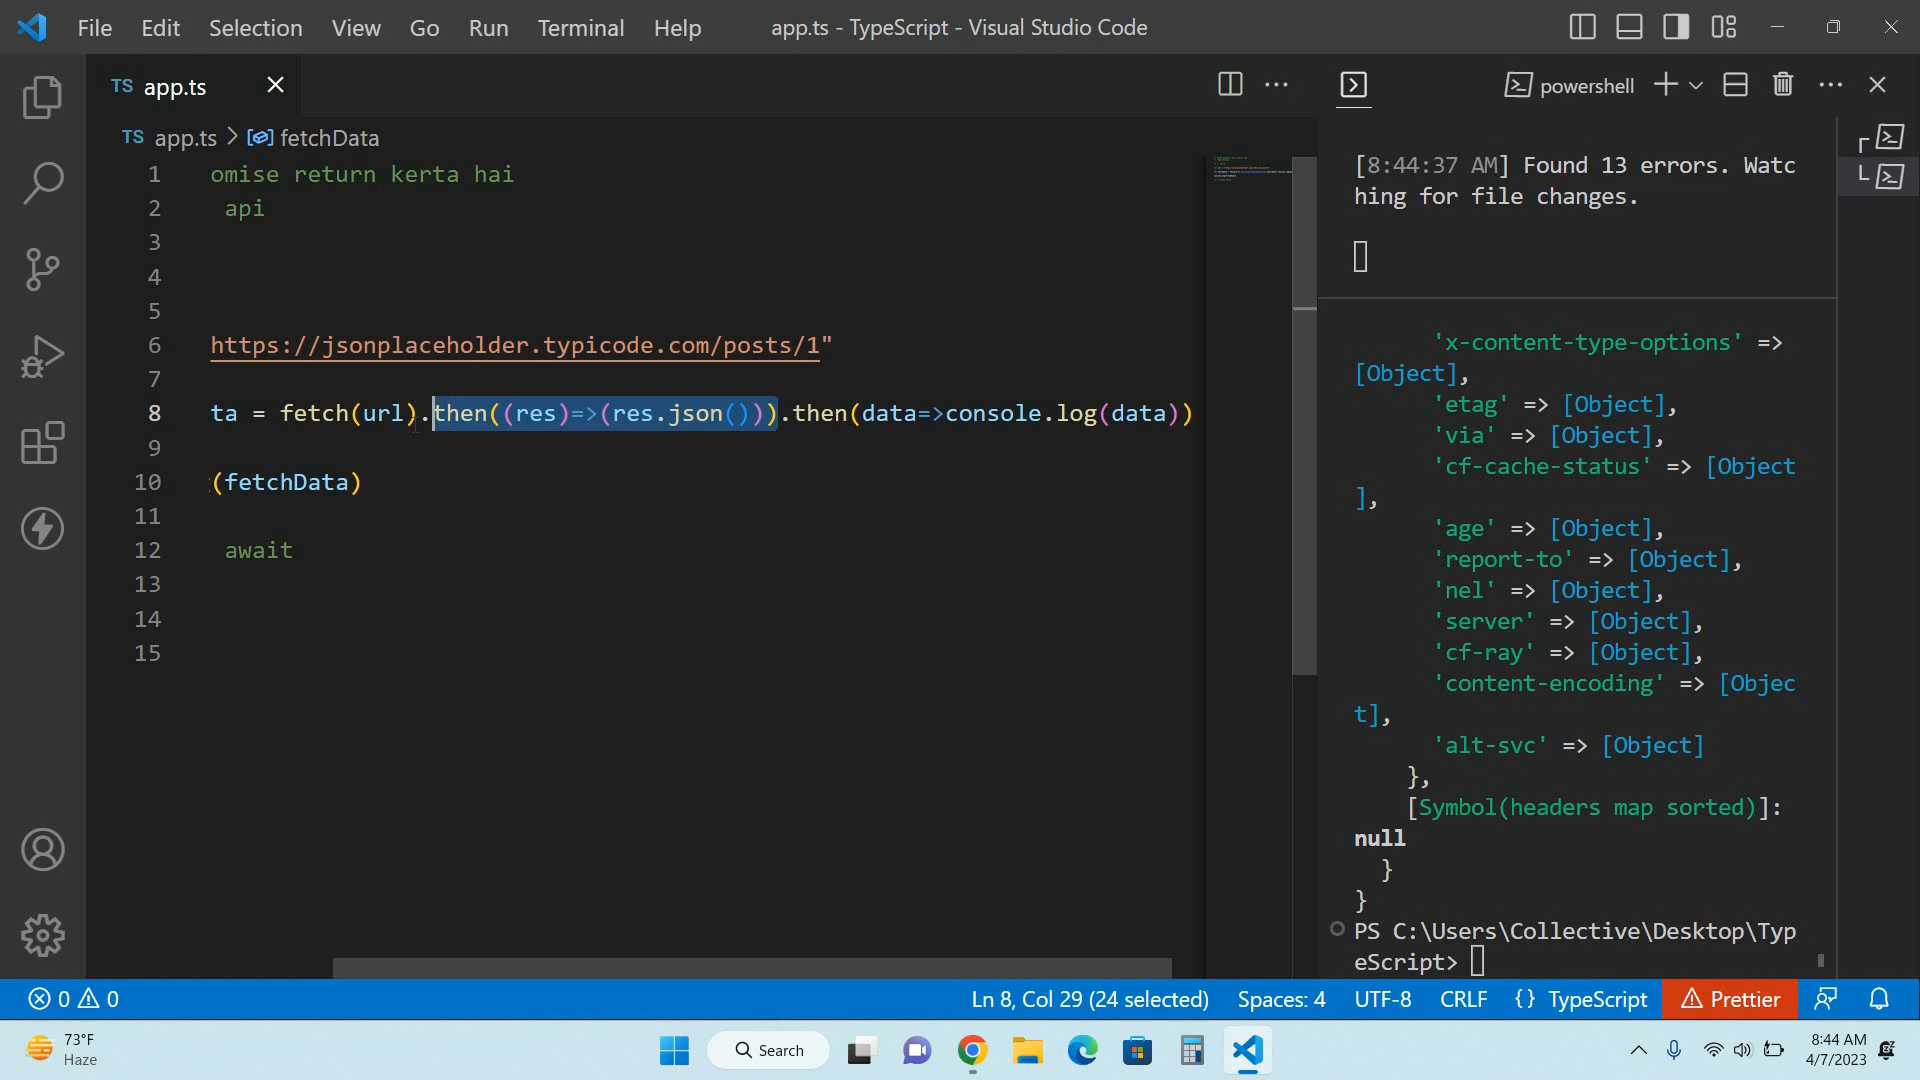 File Edit Selection View Go Run Terminal Help app.ts - TypeScript - Visual Studio Code
TS app.ts
powershell
TS app.ts > fetchData
1 omise return kerta hai
2 api
3
4
5
6 https://jsonplaceholder.typicode.com/posts/1"
7
8 ta = fetch(url).then((res)=>(res.json())).then(data=>console.log(data))
9
10 (fetchData)
11
12 await
13
14
15
[8:44:37 AM] Found 13 errors. Watc
hing for file changes.
'x-content-type-options' =>
[Object],
'etag' => [Object],
'via' => [Object],
'cf-cache-status' => [Object
],
'age' => [Object],
'report-to' => [Object],
'nel' => [Object],
'server' => [Object],
'cf-ray' => [Object],
'content-encoding' => [Objec
t],
'alt-svc' => [Object]
},
[Symbol(headers map sorted)]:
null
}
}
PS C:\Users\Collective\Desktop\Typ
eScript>
0 0 Ln 8, Col 29 (24 selected) Spaces: 4 UTF-8 CRLF {} TypeScript Prettier
73°F
Haze
Search
8:44 AM
4/7/2023